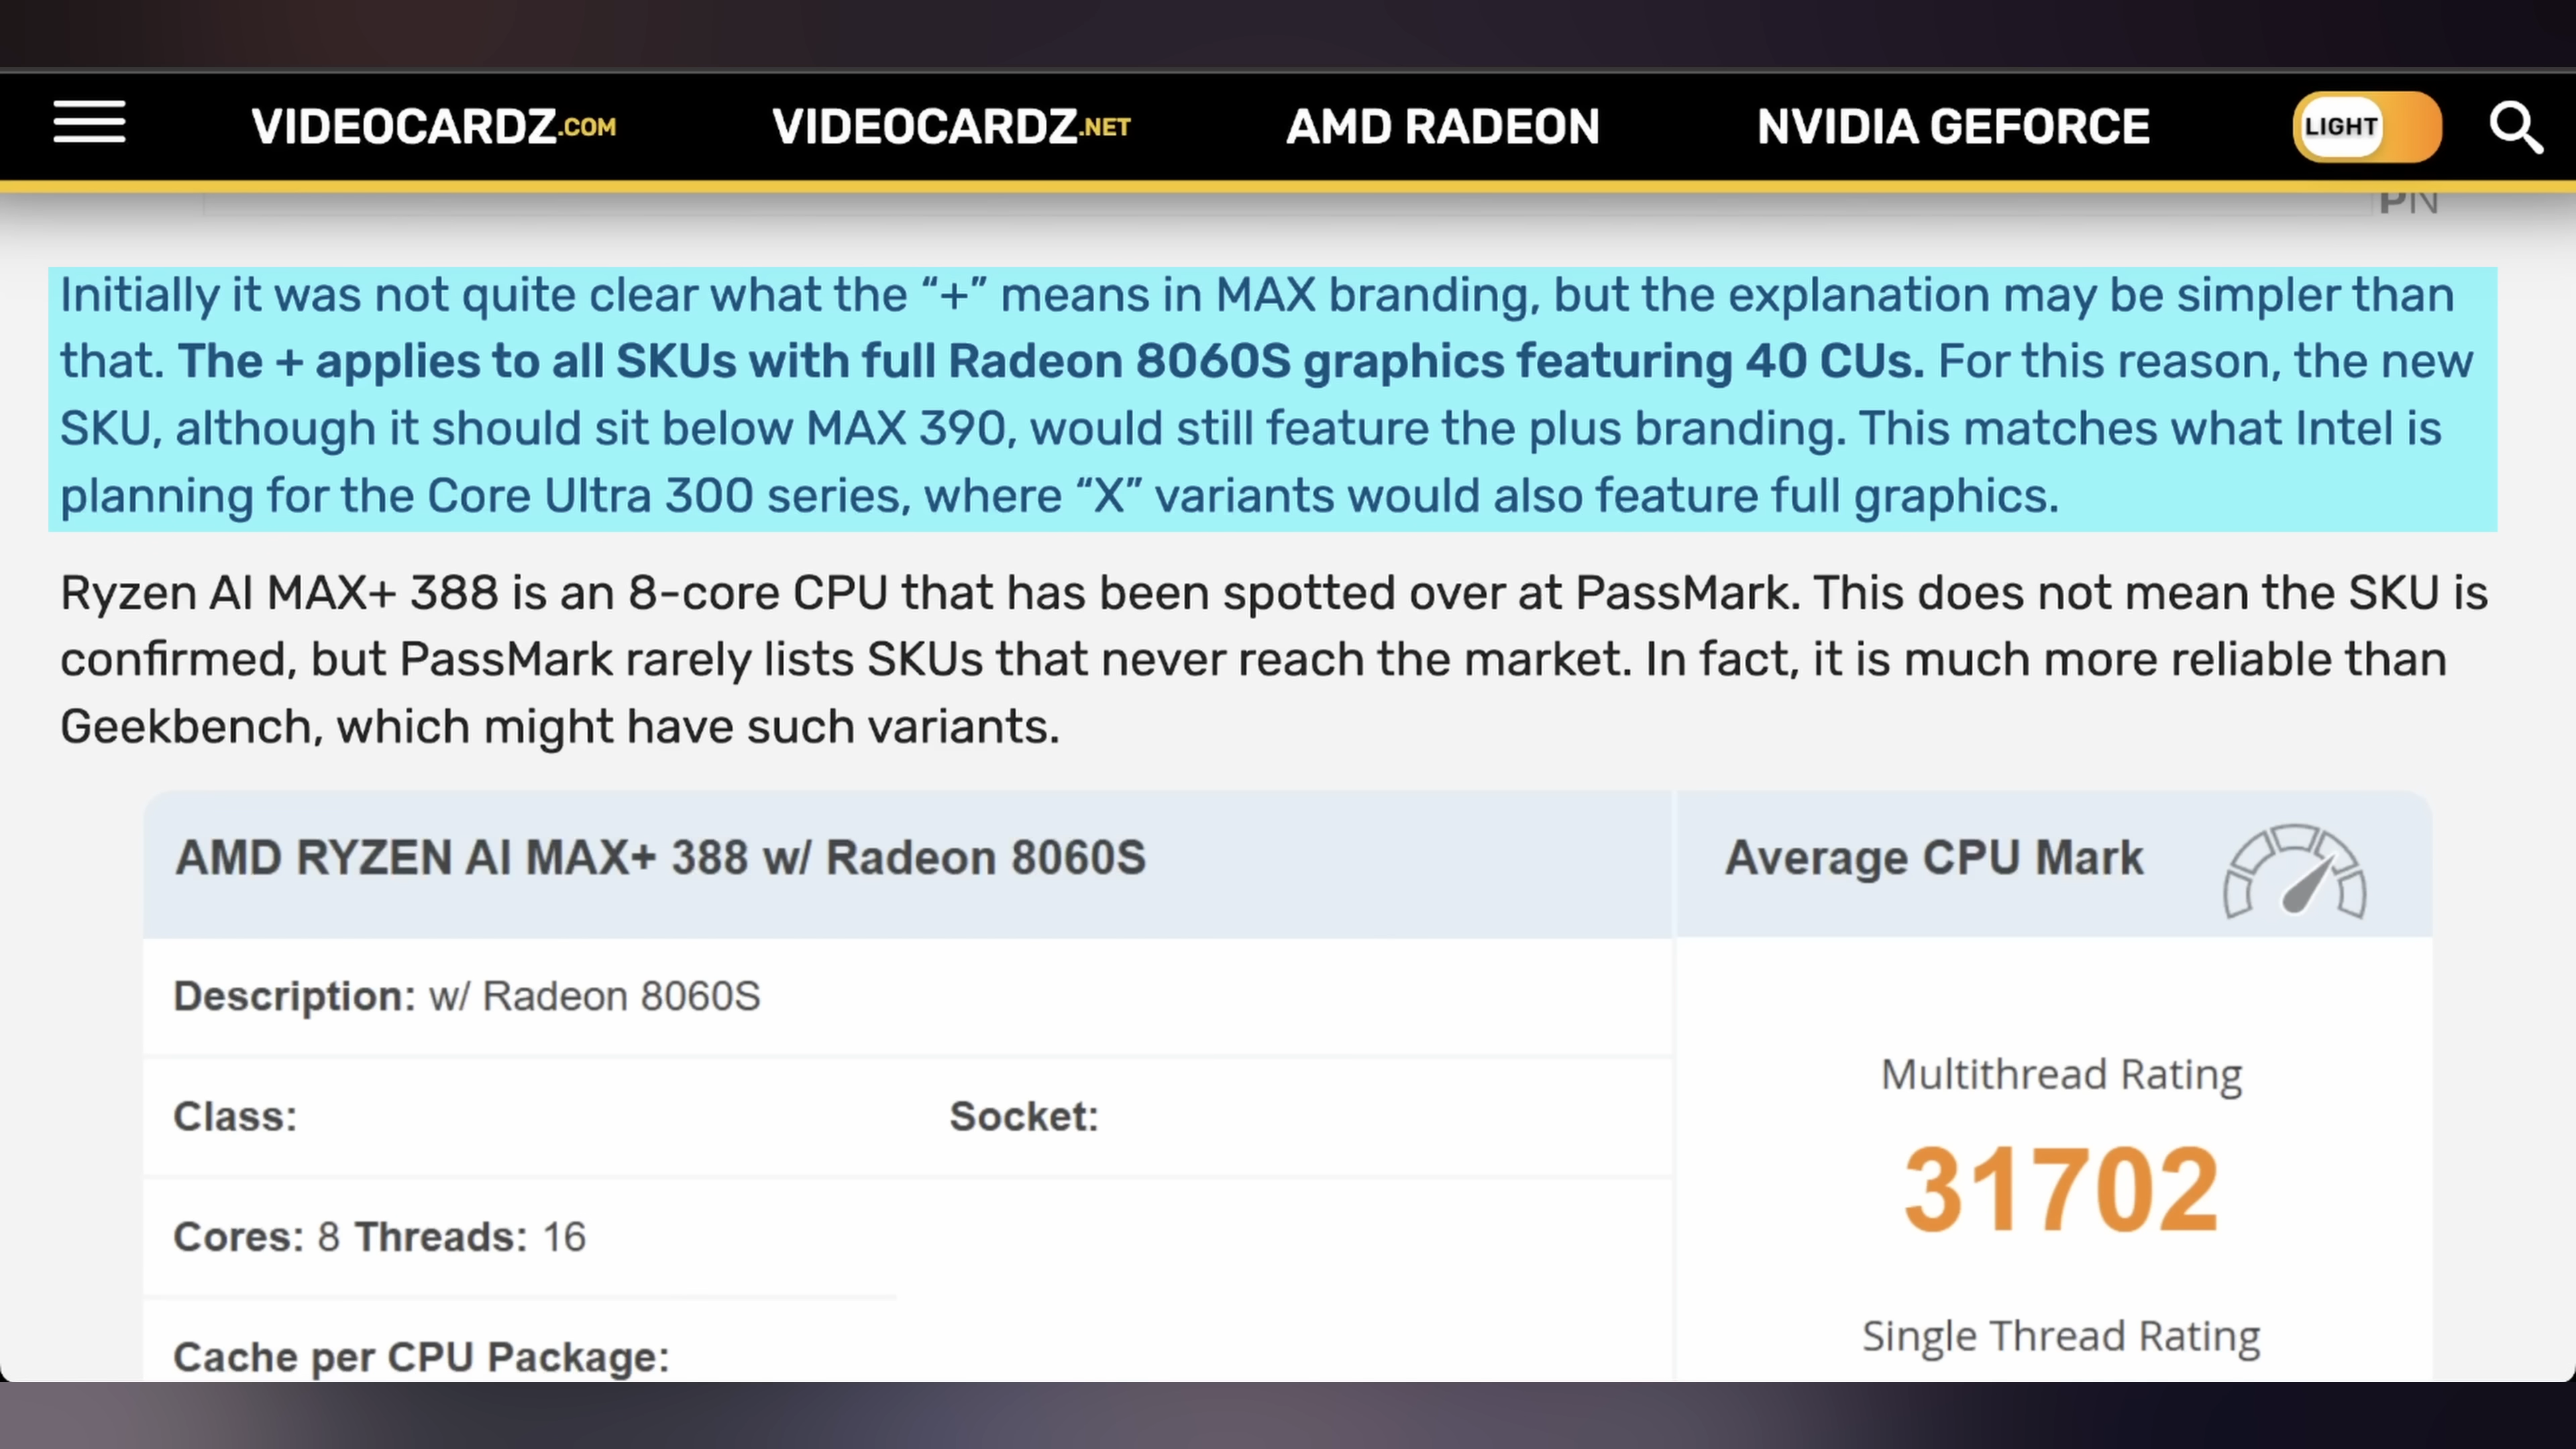 VIDEOCARDZ.COM VIDEOCARDZ.NET AMD RADEON NVIDIA GEFORCE LIGHT
PN
Initially it was not quite clear what the “+” means in MAX branding, but the explanation may be simpler than
that. The + applies to all SKUs with full Radeon 8060S graphics featuring 40 CUs. For this reason, the new
SKU, although it should sit below MAX 390, would still feature the plus branding. This matches what Intel is
planning for the Core Ultra 300 series, where “X” variants would also feature full graphics.
Ryzen AI MAX+ 388 is an 8-core CPU that has been spotted over at PassMark. This does not mean the SKU is
confirmed, but PassMark rarely lists SKUs that never reach the market. In fact, it is much more reliable than
Geekbench, which might have such variants.
AMD RYZEN AI MAX+ 388 w/ Radeon 8060S
Description: w/ Radeon 8060S
Class: Socket:
Cores: 8 Threads: 16
Cache per CPU Package:
Average CPU Mark
Multithread Rating
31702
Single Thread Rating